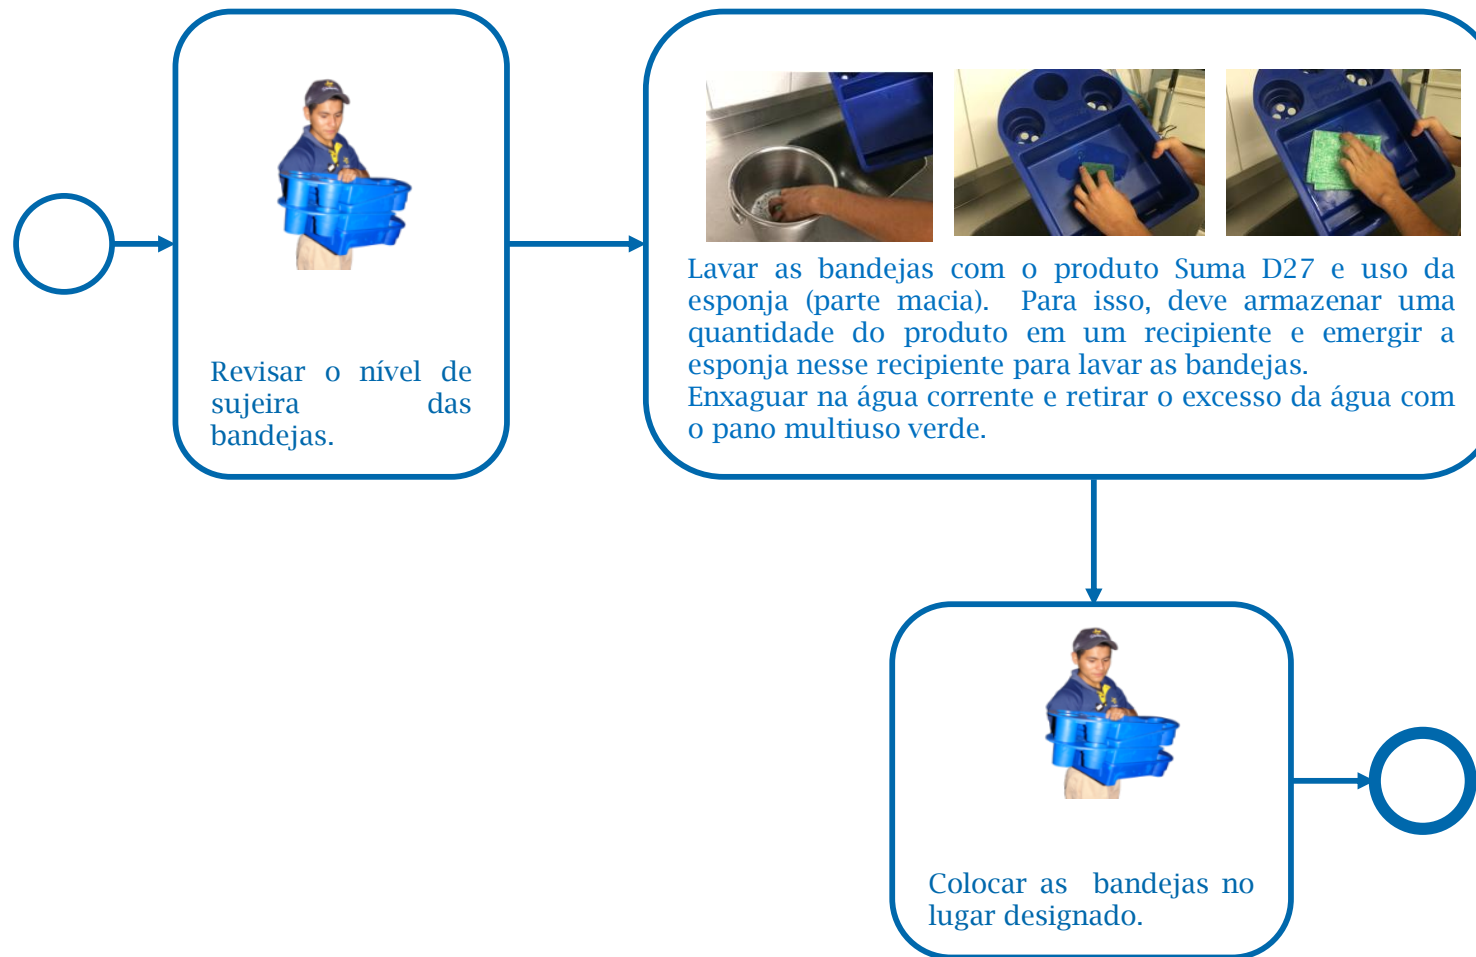 Revisar o nível de
sujeira das
bandejas.
Lavar as bandejas com o produto Suma D27 e uso da
esponja (parte macia). Para isso, deve armazenar uma
quantidade do produto em um recipiente e emergir a
esponja nesse recipiente para lavar as bandejas.
Enxaguar na água corrente e retirar o excesso da água com
o pano multiuso verde.
Colocar as bandejas no
lugar designado.